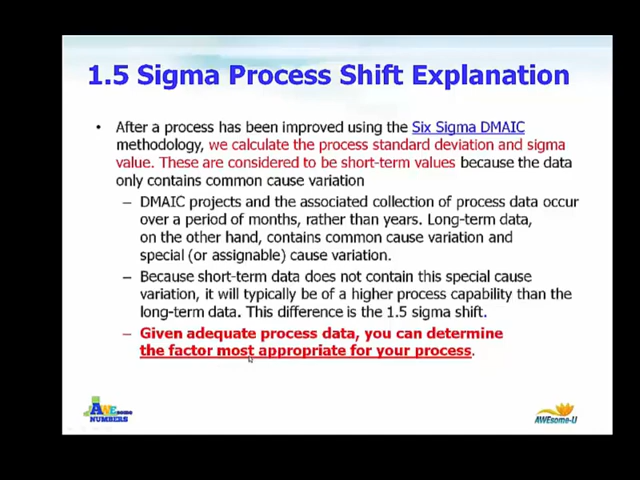 1.5 Sigma Process Shift Explanation
• After a process has been improved using the Six Sigma DMAIC
methodology, we calculate the process standard deviation and sigma
value. These are considered to be short-term values because the data
only contains common cause variation
– DMAIC projects and the associated collection of process data occur
over a period of months, rather than years. Long-term data,
on the other hand, contains common cause variation and
special (or assignable) cause variation.
– Because short-term data does not contain this special cause
variation, it will typically be of a higher process capability than the
long-term data. This difference is the 1.5 sigma shift.
– Given adequate process data, you can determine
the factor most appropriate for your process.
AWEsome
NUMBERS
AWEsome-U